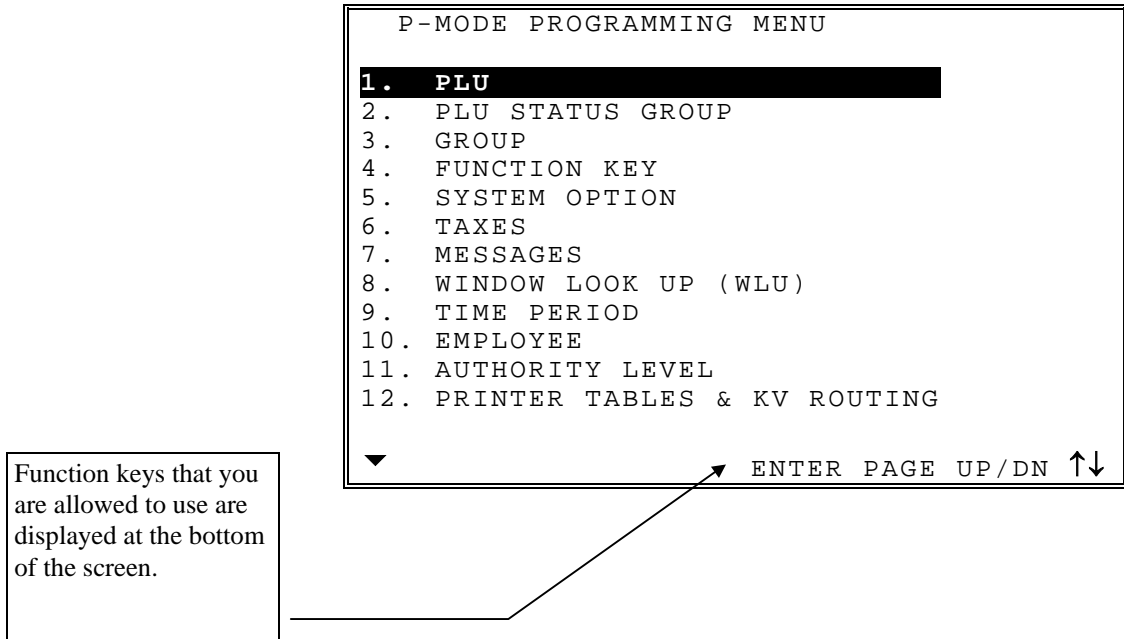 P-MODE PROGRAMMING MENU
1. PLU
2. PLU STATUS GROUP
3. GROUP
4. FUNCTION KEY
5. SYSTEM OPTION
6. TAXES
7. MESSAGES
8. WINDOW LOOK UP (WLU)
9. TIME PERIOD
10. EMPLOYEE
11. AUTHORITY LEVEL
12. PRINTER TABLES & KV ROUTING
ENTER PAGE UP/DN ↑↓
Function keys that you
are allowed to use are
displayed at the bottom
of the screen.